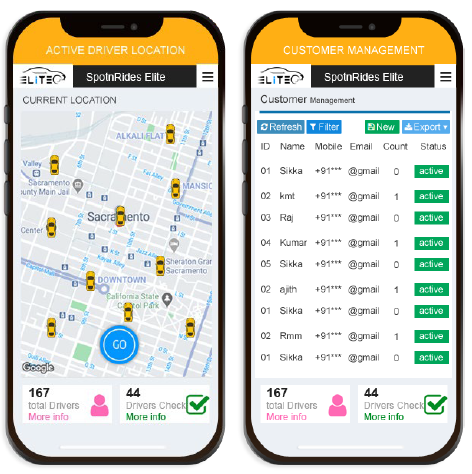 ACTIVE DRIVER LOCATION
ELITE
SpotnRides Elite
CURRENT LOCATION
ALKALI FLAT
Valley
Sacramento
unty Main Jail
MANSIO
Sacramento
Center
Sheraton Gran
Sacramento
DOWNTOWN
California State
Capitol Park
GO
Google
167
total Drivers
More info
44
Drivers Check
More info
CUSTOMER MANAGEMENT
ELITE
SpotnRides Elite
Customer Management
Refresh Filter New Export
ID Name Mobile Email Count Status
01 Sikka +91*** @gmail 0 active
02 kmt +91*** @gmail 1 active
03 Raj +91*** @gmail 0 active
04 Kumar +91*** @gmail 1 active
05 Sikka +91*** @gmail 0 active
02 ajith +91*** @gmail 1 active
01 Sikka +91*** @gmail 0 active
02 Rmm +91*** @gmail 1 active
01 Sikka +91*** @gmail 0 active
167
total Drivers
More info
44
Drivers Check
More info